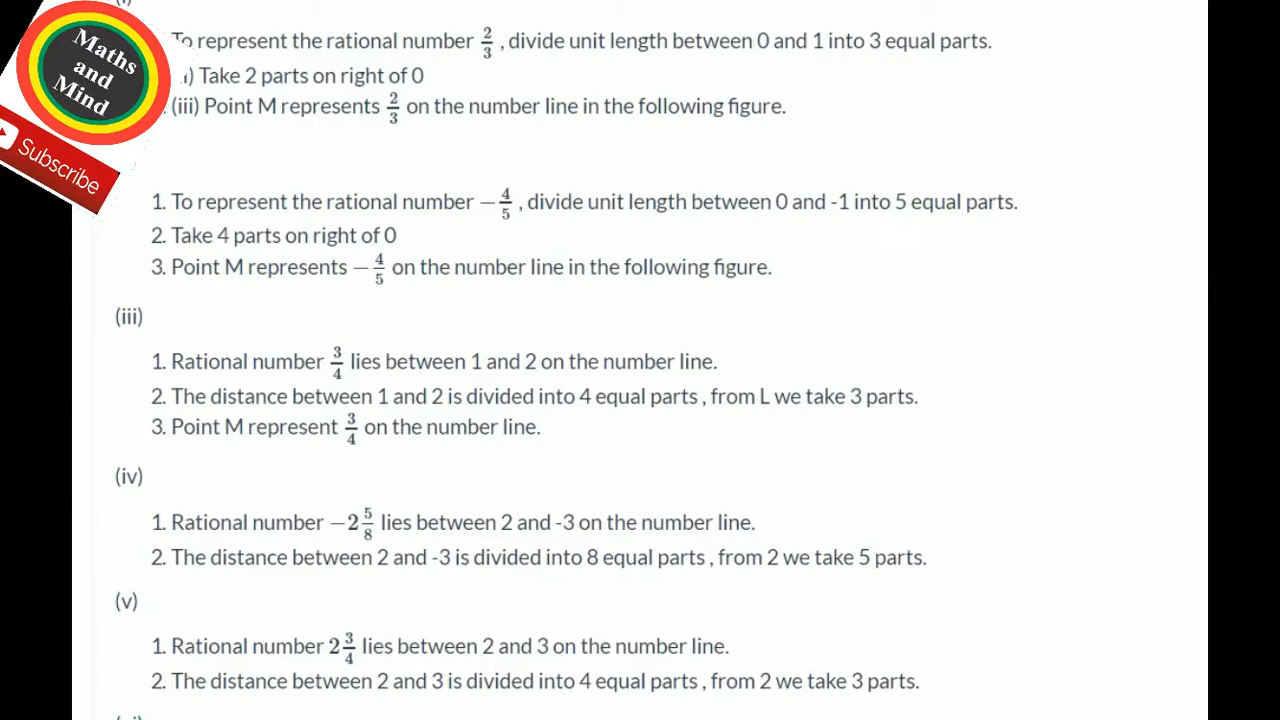 Maths
and
Mind
Subscribe
To represent the rational number 2/3 , divide unit length between 0 and 1 into 3 equal parts.
) Take 2 parts on right of 0
(iii) Point M represents 2/3 on the number line in the following figure.
1. To represent the rational number −4/5 , divide unit length between 0 and -1 into 5 equal parts.
2. Take 4 parts on right of 0
3. Point M represents −4/5 on the number line in the following figure.
(iii)
1. Rational number 3/4 lies between 1 and 2 on the number line.
2. The distance between 1 and 2 is divided into 4 equal parts , from L we take 3 parts.
3. Point M represent 3/4 on the number line.
(iv)
1. Rational number −2 5/8 lies between 2 and -3 on the number line.
2. The distance between 2 and -3 is divided into 8 equal parts , from 2 we take 5 parts.
(v)
1. Rational number 2 3/4 lies between 2 and 3 on the number line.
2. The distance between 2 and 3 is divided into 4 equal parts , from 2 we take 3 parts.